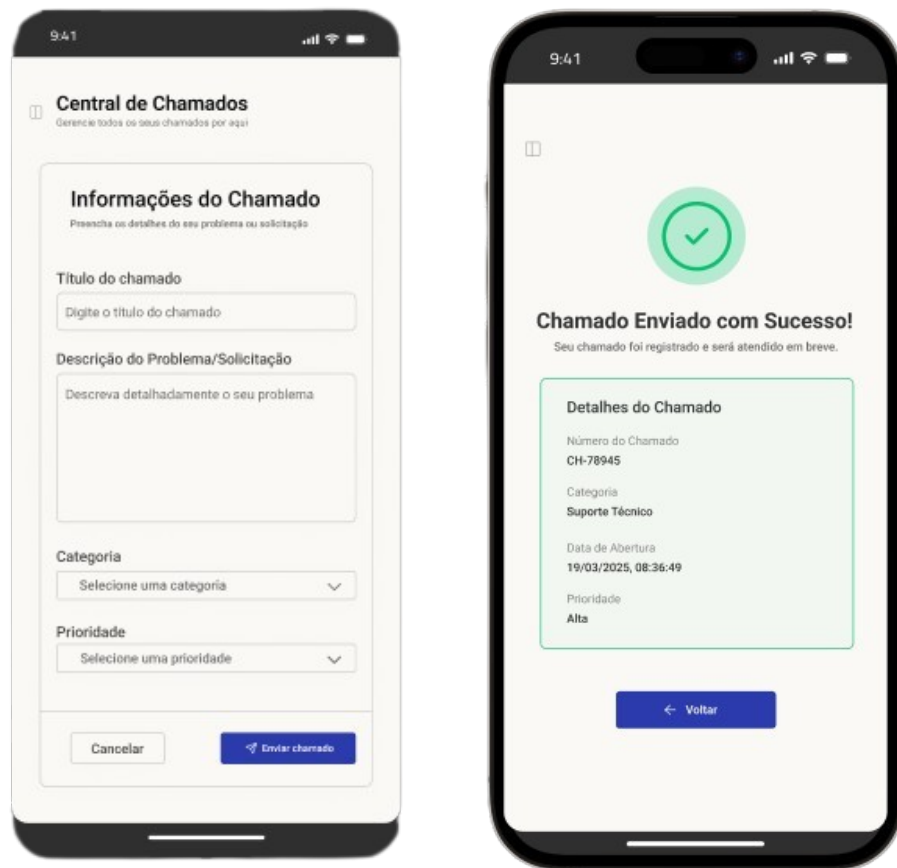 9:41
Central de Chamados
Gerencie todos os seus chamados por aqui
Informações do Chamado
Preencha os detalhes do seu problema ou solicitação
Título do chamado
Digite o título do chamado
Descrição do Problema/Solicitação
Descreva detalhadamente o seu problema
Categoria
Selecione uma categoria
Prioridade
Selecione uma prioridade
Cancelar
Enviar chamado
9:41
Chamado Enviado com Sucesso!
Seu chamado foi registrado e será atendido em breve.
Detalhes do Chamado
Número do Chamado
CH-78945
Categoria
Suporte Técnico
Data de Abertura
19/03/2025, 08:36:49
Prioridade
Alta
Voltar